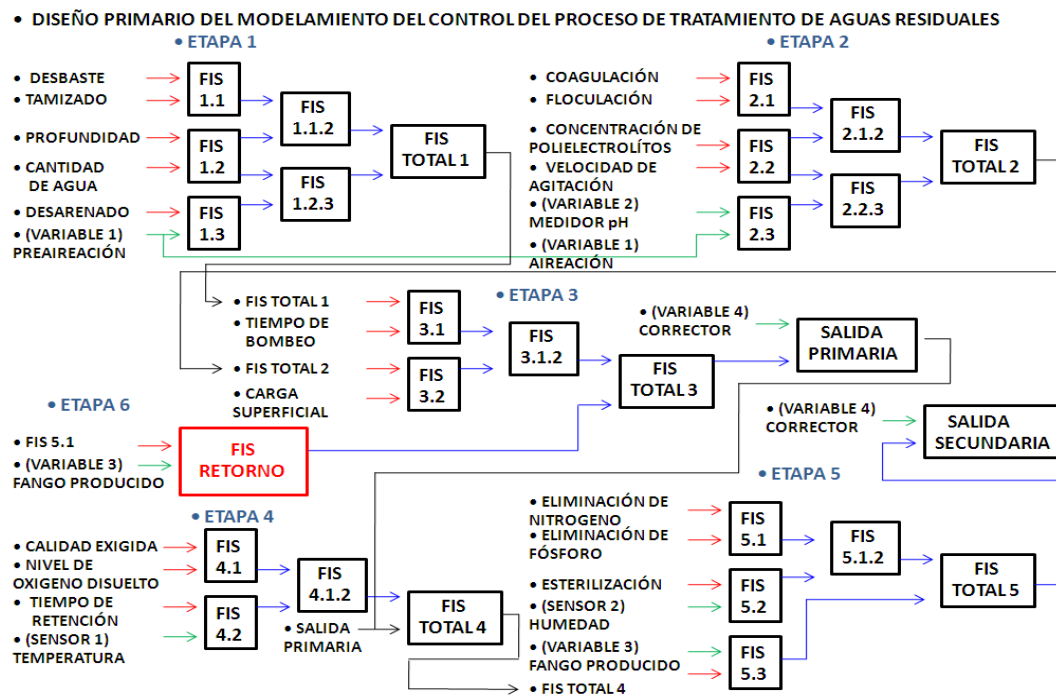 • DISEÑO PRIMARIO DEL MODELAMIENTO DEL CONTROL DEL PROCESO DE TRATAMIENTO DE AGUAS RESIDUALES
• ETAPA 1
• DESBASTE
• TAMIZADO
• PROFUNDIDAD
• CANTIDAD
DE AGUA
• DESARENADO
• (VARIABLE 1)
PREAIREACIÓN
FIS
1.1
FIS
1.2
FIS
1.3
FIS
1.1.2
FIS
1.2.3
FIS
TOTAL 1
• ETAPA 2
• COAGULACIÓN
• FLOCULACIÓN
• CONCENTRACIÓN DE
POLIELECTROLÍTOS
• VELOCIDAD DE
AGITACIÓN
• (VARIABLE 2)
MEDIDOR pH
• (VARIABLE 1)
AIREACIÓN
FIS
2.1
FIS
2.2
FIS
2.3
FIS
2.1.2
FIS
2.2.3
FIS
TOTAL 2
• ETAPA 3
• FIS TOTAL 1
• TIEMPO DE
BOMBEO
• FIS TOTAL 2
• CARGA
SUPERFICIAL
FIS
3.1
FIS
3.2
FIS
3.1.2
FIS
TOTAL 3
• (VARIABLE 4)
CORRECTOR
SALIDA
PRIMARIA
• (VARIABLE 4)
CORRECTOR
SALIDA
SECUNDARIA
• ETAPA 6
• FIS 5.1
• (VARIABLE 3)
FANGO PRODUCIDO
FIS
RETORNO
• ETAPA 4
• CALIDAD EXIGIDA
• NIVEL DE
OXIGENO DISUELTO
• TIEMPO DE
RETENCIÓN
• (SENSOR 1)
TEMPERATURA
FIS
4.1
FIS
4.2
FIS
4.1.2
• SALIDA
PRIMARIA
FIS
TOTAL 4
• ETAPA 5
• ELIMINACIÓN DE
NITROGENO
• ELIMINACIÓN DE
FÓSFORO
• ESTERILIZACIÓN
• (SENSOR 2)
HUMEDAD
• (VARIABLE 3)
FANGO PRODUCIDO
• FIS TOTAL 4
FIS
5.1
FIS
5.2
FIS
5.3
FIS
5.1.2
FIS
TOTAL 5